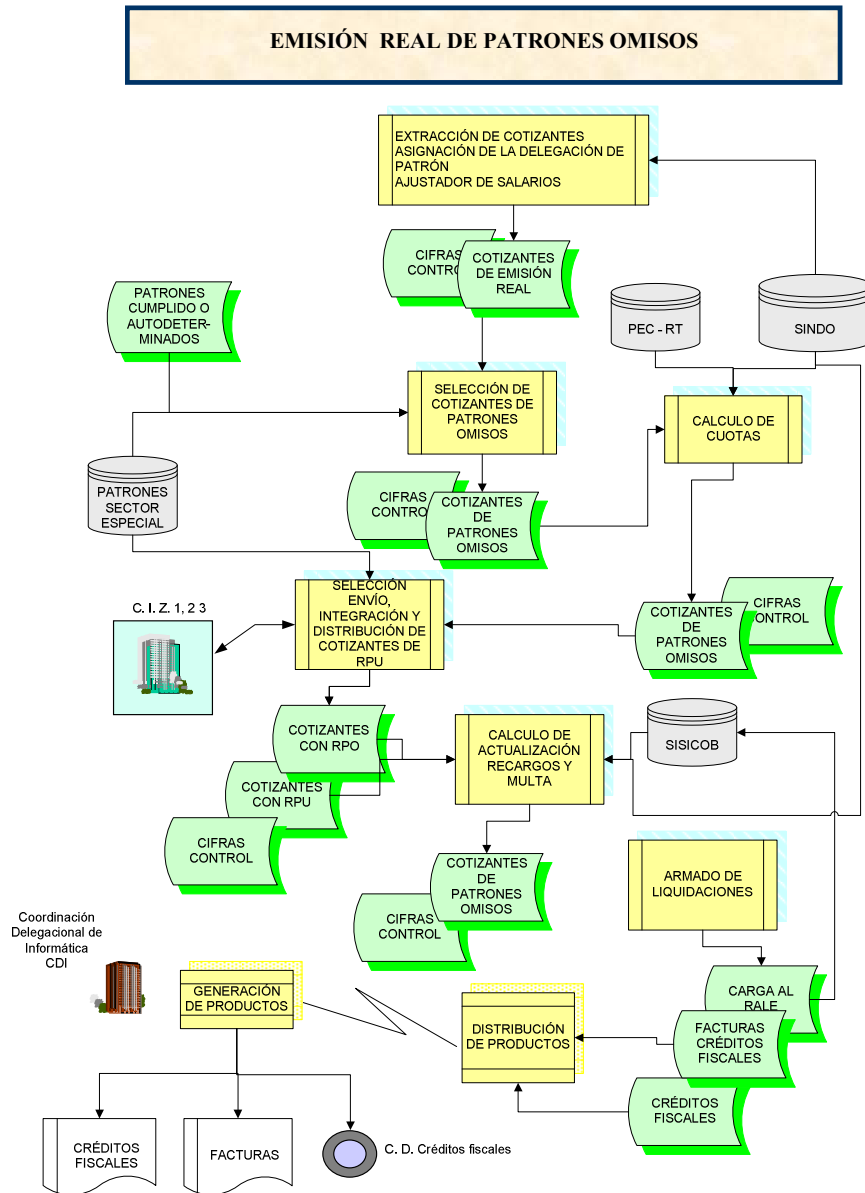 EMISIÓN REAL DE PATRONES OMISOS
EXTRACCIÓN DE COTIZANTES
ASIGNACIÓN DE LA DELEGACIÓN DE
PATRÓN
AJUSTADOR DE SALARIOS
CIFRAS
CONTROL
COTIZANTES
DE EMISIÓN
REAL
PATRONES
CUMPLIDO O
AUTODETER-
MINADOS
PEC - RT
SINDO
SELECCIÓN DE
COTIZANTES DE
PATRONES
OMISOS
CALCULO DE
CUOTAS
PATRONES
SECTOR
ESPECIAL
CIFRAS
CONTROL
COTIZANTES
DE
PATRONES
OMISOS
SELECCIÓN
ENVÍO,
INTEGRACIÓN Y
DISTRIBUCIÓN DE
COTIZANTES DE
RPU
C. I. Z. 1, 2 3
COTIZANTES
DE
PATRONES
OMISOS
CIFRAS
CONTROL
COTIZANTES
CON RPO
COTIZANTES
CON RPU
CIFRAS
CONTROL
CALCULO DE
ACTUALIZACIÓN
RECARGOS Y
MULTA
SISICOB
COTIZANTES
DE
PATRONES
OMISOS
CIFRAS
CONTROL
ARMADO DE
LIQUIDACIONES
Coordinación
Delegacional de
Informática
CDI
GENERACIÓN
DE PRODUCTOS
DISTRIBUCIÓN
DE PRODUCTOS
CARGA AL
RALE
FACTURAS
CRÉDITOS
FISCALES
CRÉDITOS
FISCALES
CRÉDITOS
FISCALES
FACTURAS
C. D. Créditos fiscales